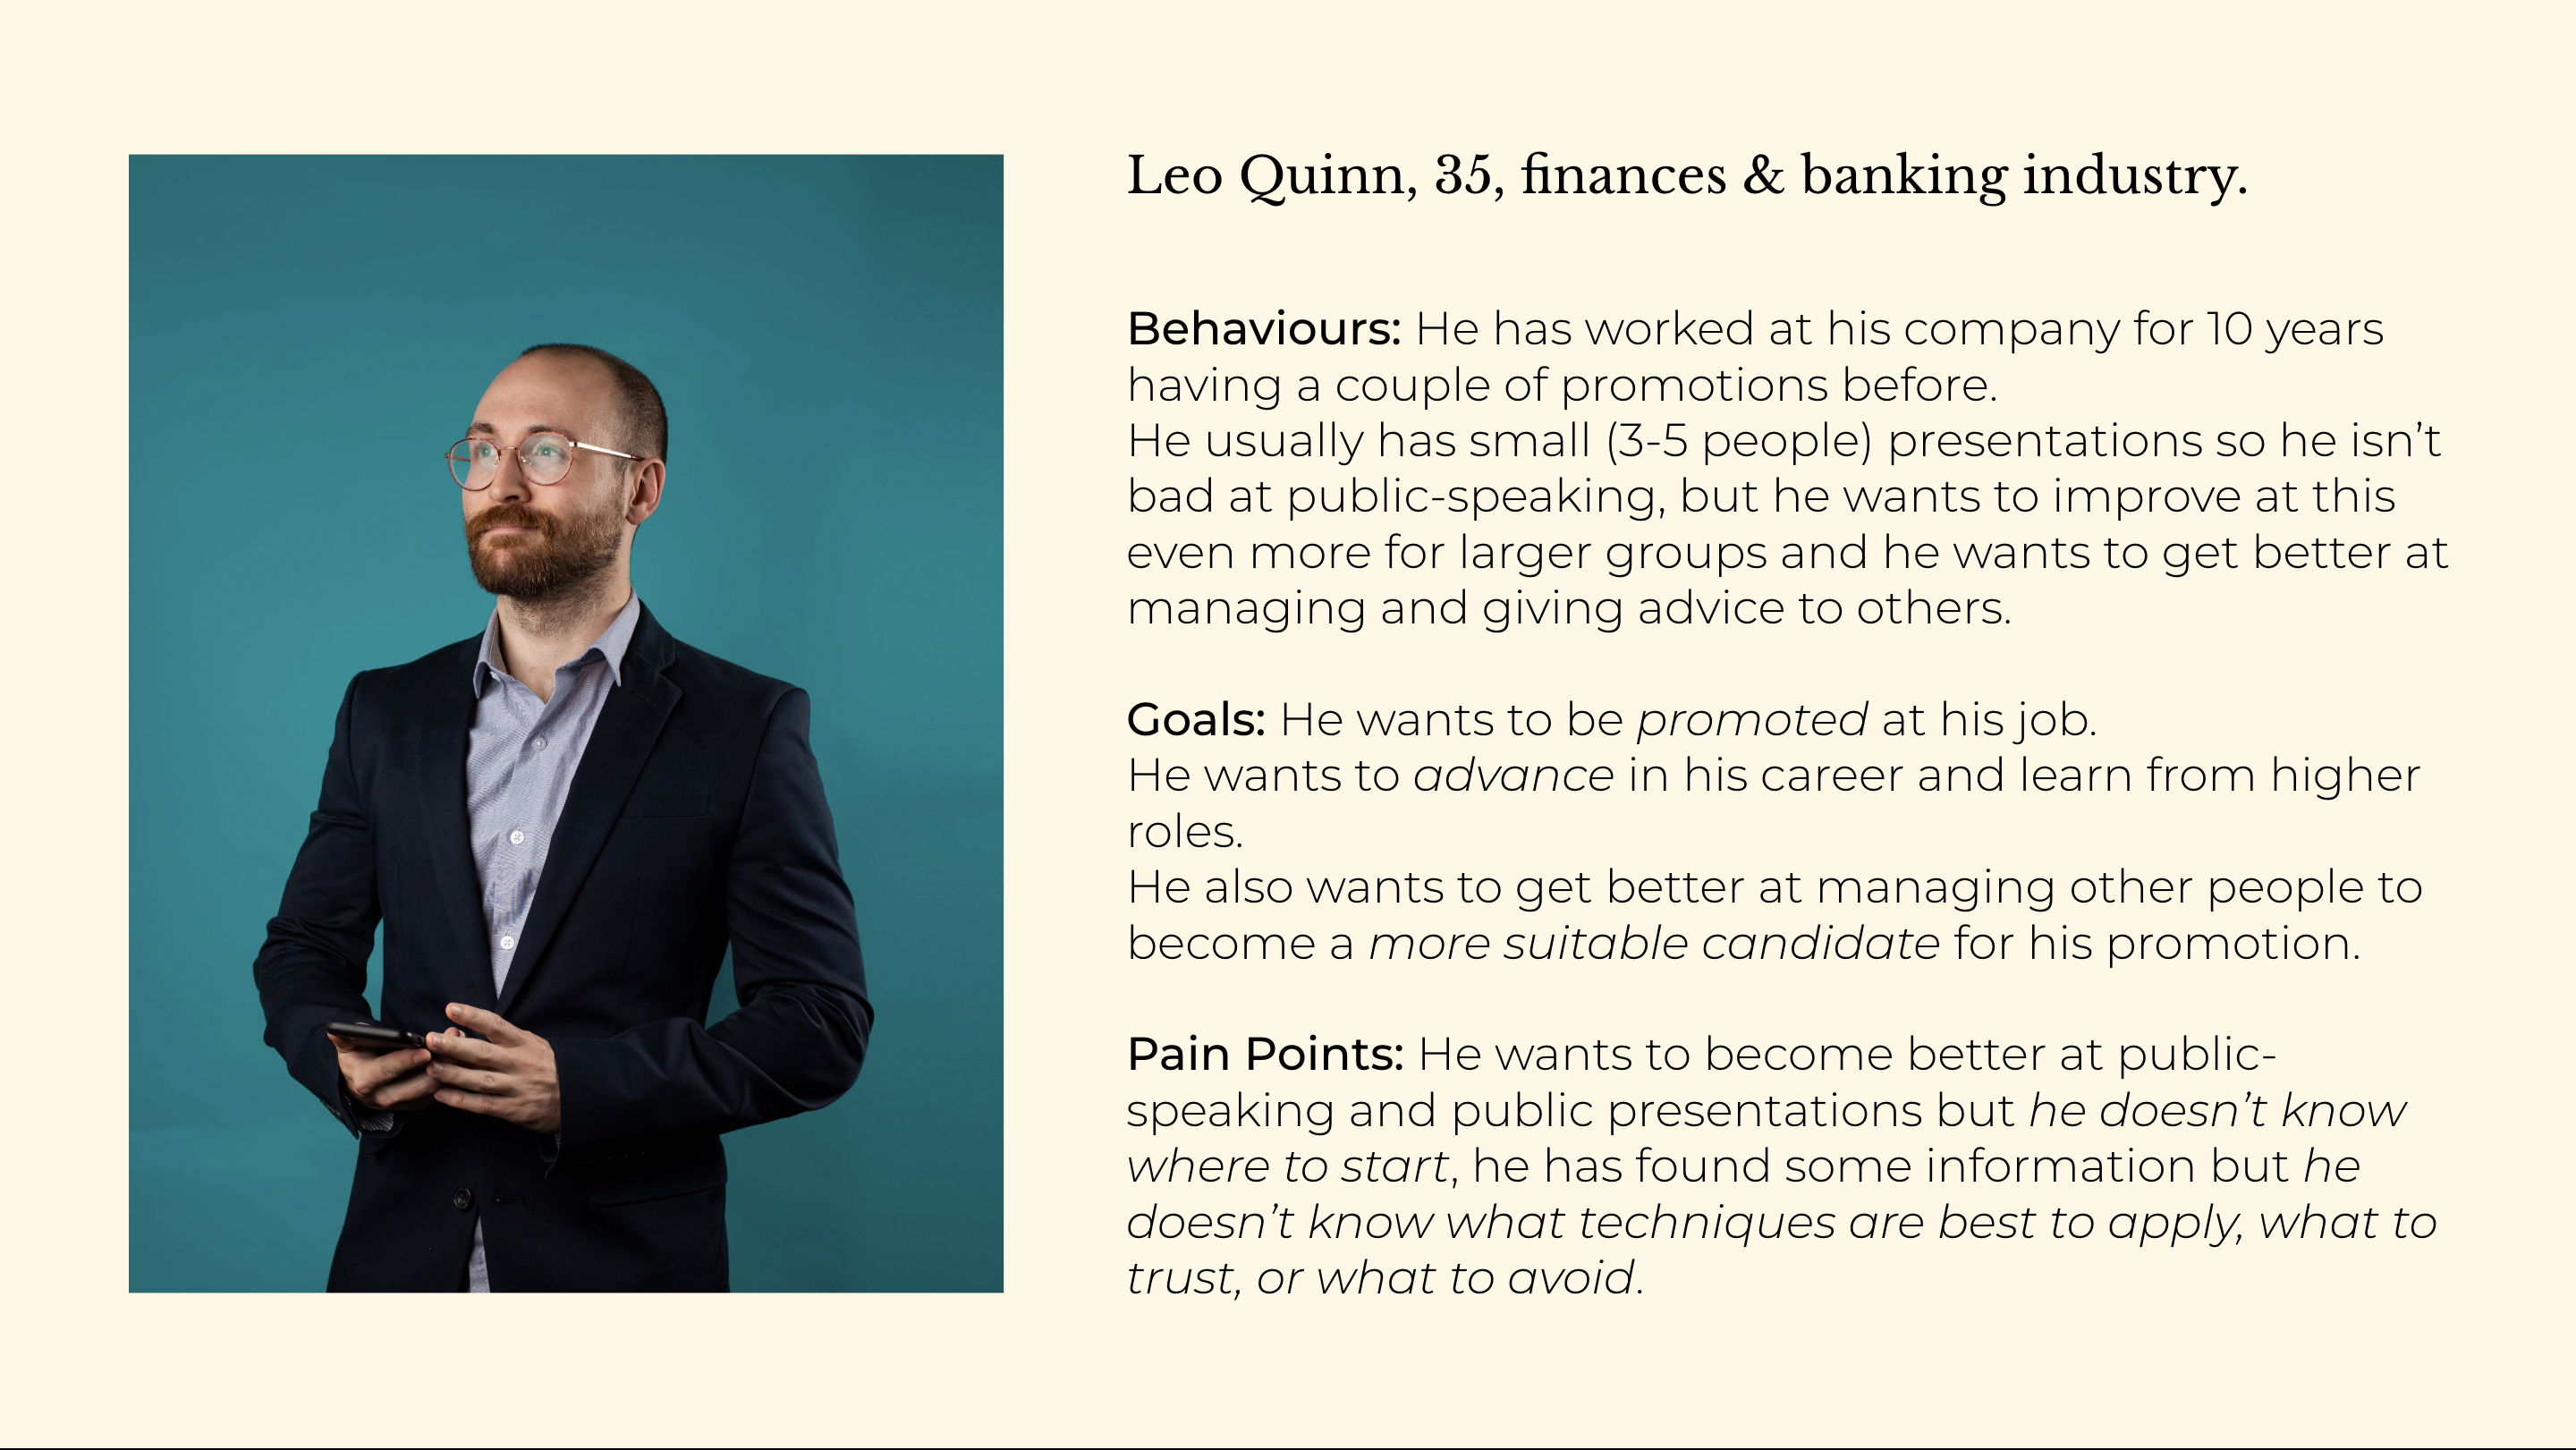 Leo Quinn, 35, finances & banking industry.
Behaviours: He has worked at his company for 10 years
having a couple of promotions before.
He usually has small (3-5 people) presentations so he isn’t
bad at public-speaking, but he wants to improve at this
even more for larger groups and he wants to get better at
managing and giving advice to others.
Goals: He wants to be promoted at his job.
He wants to advance in his career and learn from higher
roles.
He also wants to get better at managing other people to
become a more suitable candidate for his promotion.
Pain Points: He wants to become better at public-
speaking and public presentations but he doesn’t know
where to start, he has found some information but he
doesn’t know what techniques are best to apply, what to
trust, or what to avoid.